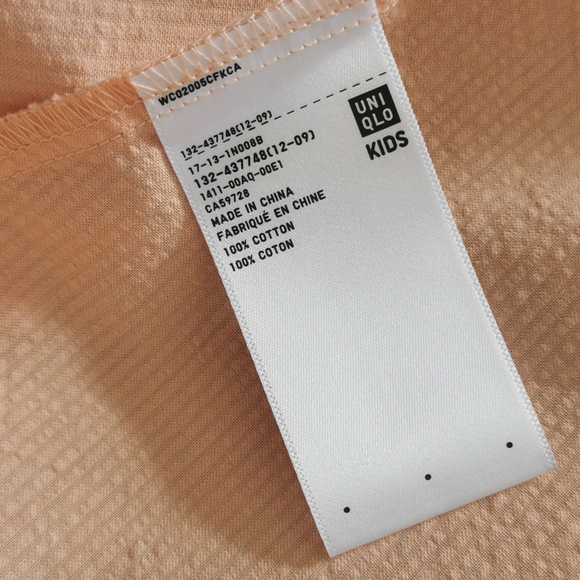 WC02005CFKCA
132-437748(12-09)
17-13-1N008B
132-437748(12-09)
1411-00AQ-00E1
CA59728
MADE IN CHINA
FABRIQUÉ EN CHINE
100% COTTON
100% COTON
UNI
QLO
KIDS